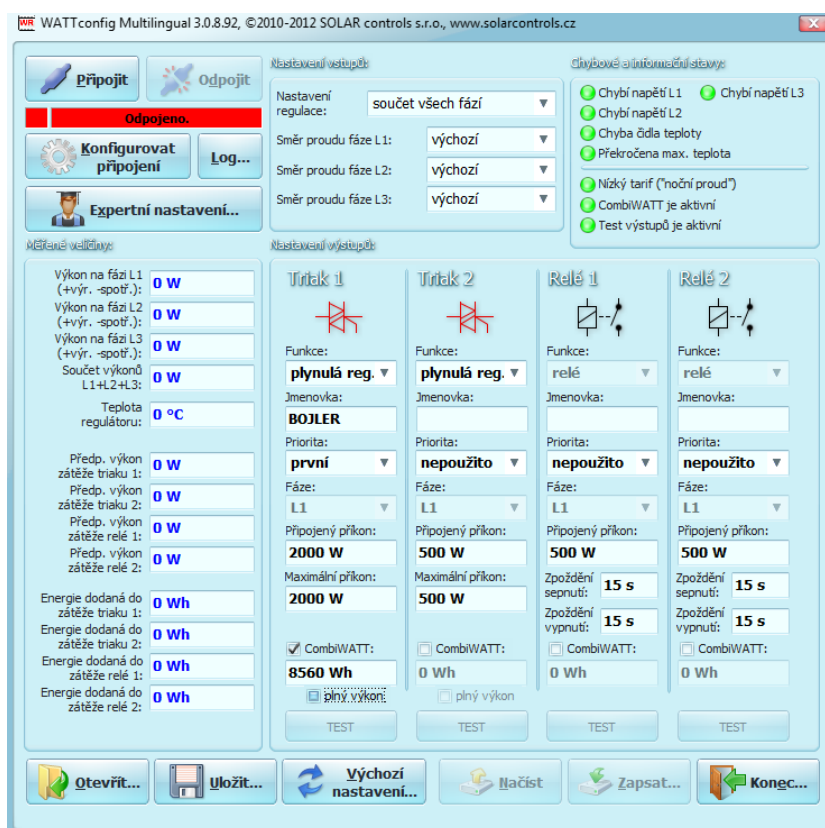 WR WATTconfig Multilingual 3.0.8.92, ©2010-2012 SOLAR controls s.r.o., www.solarcontrols.cz
Připojit
Odpojit
Odpojeno.
Konfigurovat
připojení
Log...
Expertní nastavení...
Nastavení vstupů:
Nastavení
regulace:
součet všech fází
Směr proudu fáze L1:
výchozí
Směr proudu fáze L2:
výchozí
Směr proudu fáze L3:
výchozí
Chybové a informační stavy:
Chybí napětí L1
Chybí napětí L3
Chybí napětí L2
Chyba čidla
teploty
Překročena max. teplota
Nízký tarif ("noční proud")
CombiWATT je aktivní
Test výstupů je aktivní
Měřené veličiny:
Výkon na fázi L1
(+výr. -spotř.):
0 W
Výkon na fázi L2
(+výr. -spotř.):
0 W
Výkon na fázi L3
(+výr. -spotř.):
0 W
Součet výkonů
L1+L2+L3:
0 W
Teplota
regulátoru:
0 °C
Předp. výkon
zátěže triaku 1:
0 W
Předp. výkon
zátěže triaku 2:
0 W
Předp. výkon
zátěže relé 1:
0 W
Předp. výkon
zátěže relé 2:
0 W
Energie dodaná do
zátěže triaku 1:
0 Wh
Energie dodaná do
zátěže triaku 2:
0 Wh
Energie dodaná do
zátěže relé 1:
0 Wh
Energie dodaná do
zátěže relé 2:
0 Wh
Nastavení výstupů:
Triak 1
Funkce:
plynulá reg.
Jmenovka:
BOJLER
Priorita:
první
Fáze:
L1
Připojený příkon:
2000 W
Maximální příkon:
2000 W
CombiWATT:
8560 Wh
plný výkon
TEST
Triak 2
Funkce:
plynulá reg.
Jmenovka:
Priorita:
nepoužito
Fáze:
L1
Připojený příkon:
500 W
Maximální příkon:
500 W
CombiWATT:
0 Wh
plný výkon
TEST
Relé 1
Funkce:
relé
Jmenovka:
Priorita:
nepoužito
Fáze:
L1
Připojený příkon:
500 W
Zpoždění
sepnutí:
15 s
Zpoždění
vypnutí:
15 s
CombiWATT:
0 Wh
TEST
Relé 2
Funkce:
relé
Jmenovka:
Priorita:
nepoužito
Fáze:
L1
Připojený příkon:
500 W
Zpoždění
sepnutí:
15 s
Zpoždění
vypnutí:
15 s
CombiWATT:
0 Wh
TEST
Otevřít...
Uložit...
Výchozí
nastavení...
Načíst
Zapsat...
Konec...